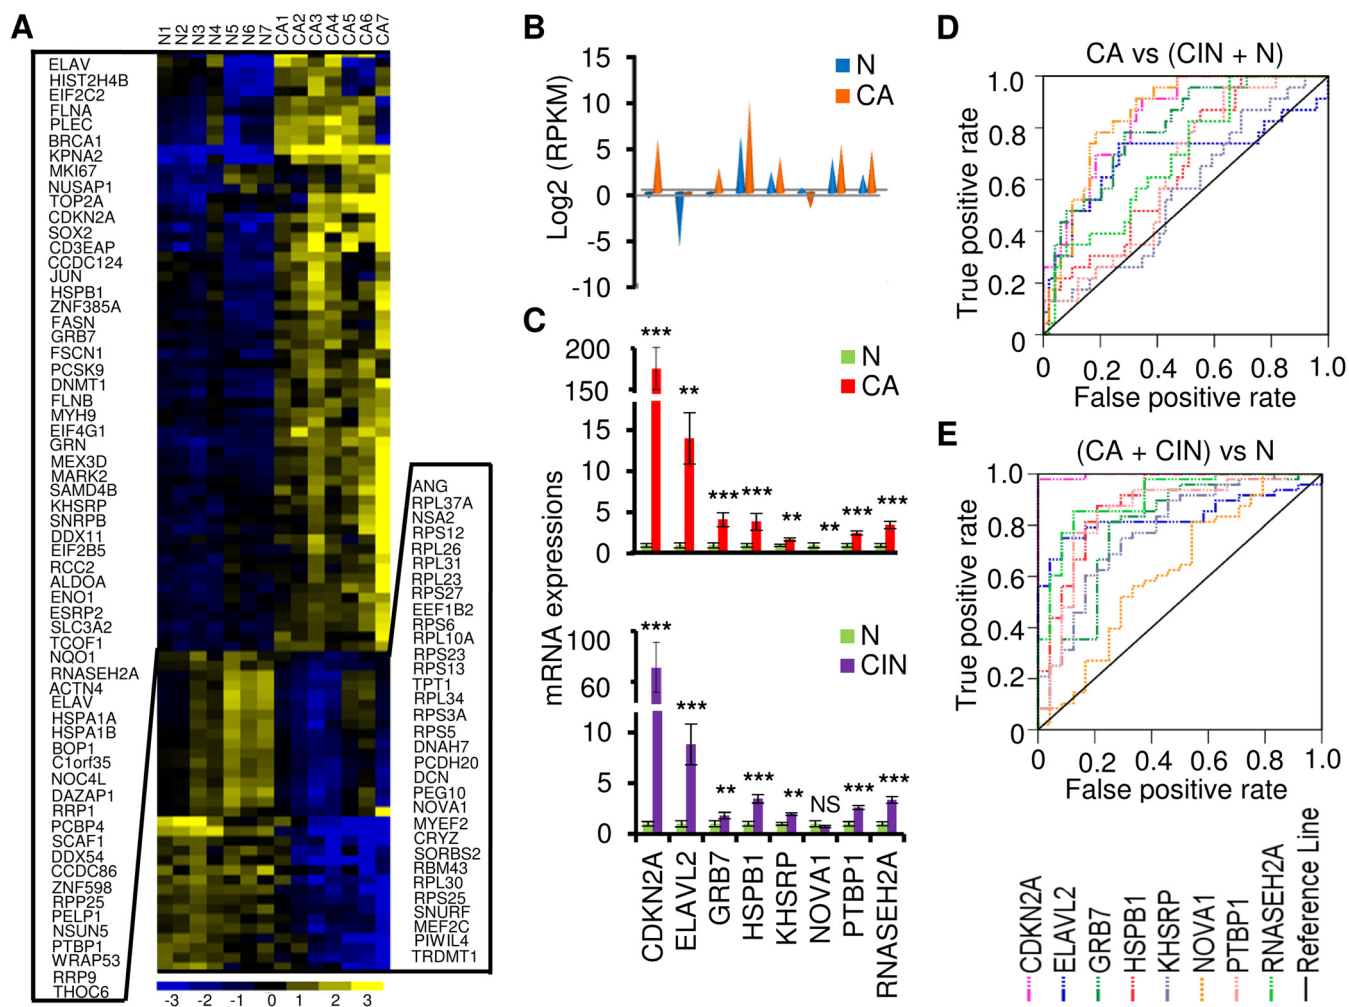 A
N1 N2 N3 N4 N5 N6 N7 CA1 CA2 CA3 CA4 CA5 CA6 CA7
ELAV
HIST2H4B
EIF2C2
FLNA
PLEC
BRCA1
KPNA2
MKI67
NUSAP1
TOP2A
CDKN2A
SOX2
CD3EAP
CCDC124
JUN
HSPB1
ZNF385A
FASN
GRB7
FSCN1
PCSK9
DNMT1
FLNB
MYH9
EIF4G1
GRN
MEX3D
MARK2
SAMD4B
KHSRP
SNRPB
DDX11
EIF2B5
RCC2
ALDOA
ENO1
ESRP2
SLC3A2
TCOF1
NQO1
RNASEH2A
ACTN4
ELAV
HSPA1A
HSPA1B
BOP1
C1orf35
NOC4L
DAZAP1
RRP1
PCBP4
SCAF1
DDX54
CCDC86
ZNF598
RPP25
PELP1
NSUN5
PTBP1
WRAP53
RRP9
THOC6
ANG
RPL37A
NSA2
RPS12
RPL26
RPL31
RPL23
RPS27
EEF1B2
RPS6
RPL10A
RPS23
RPS13
TPT1
RPL34
RPS3A
RPS5
DNAH7
PCDH20
DCN
PEG10
NOVA1
MYEF2
CRYZ
SORBS2
RBM43
RPL30
RPS25
SNURF
MEF2C
PIWIL4
TRDMT1
-3 -2 -1 0 1 2 3
B
Log2 (RPKM)
15
10
5
0
-5
-10
N
CA
C
mRNA expressions
200
150
15
10
5
0
*** ** *** *** ** ** *** ***
N
CA
100
60
10
5
0
*** *** ** *** ** NS *** ***
N
CIN
CDKN2A
ELAVL2
GRB7
HSPB1
KHSRP
NOVA1
PTBP1
RNASEH2A
D
CA vs (CIN + N)
True positive rate
1.0
0.8
0.6
0.4
0.2
0
0 0.2 0.4 0.6 0.8 1.0
False positive rate
E
(CA + CIN) vs N
True positive rate
1.0
0.8
0.6
0.4
0.2
0
0 0.2 0.4 0.6 0.8 1.0
False positive rate
CDKN2A
ELAVL2
GRB7
HSPB1
KHSRP
NOVA1
PTBP1
RNASEH2A
Reference Line